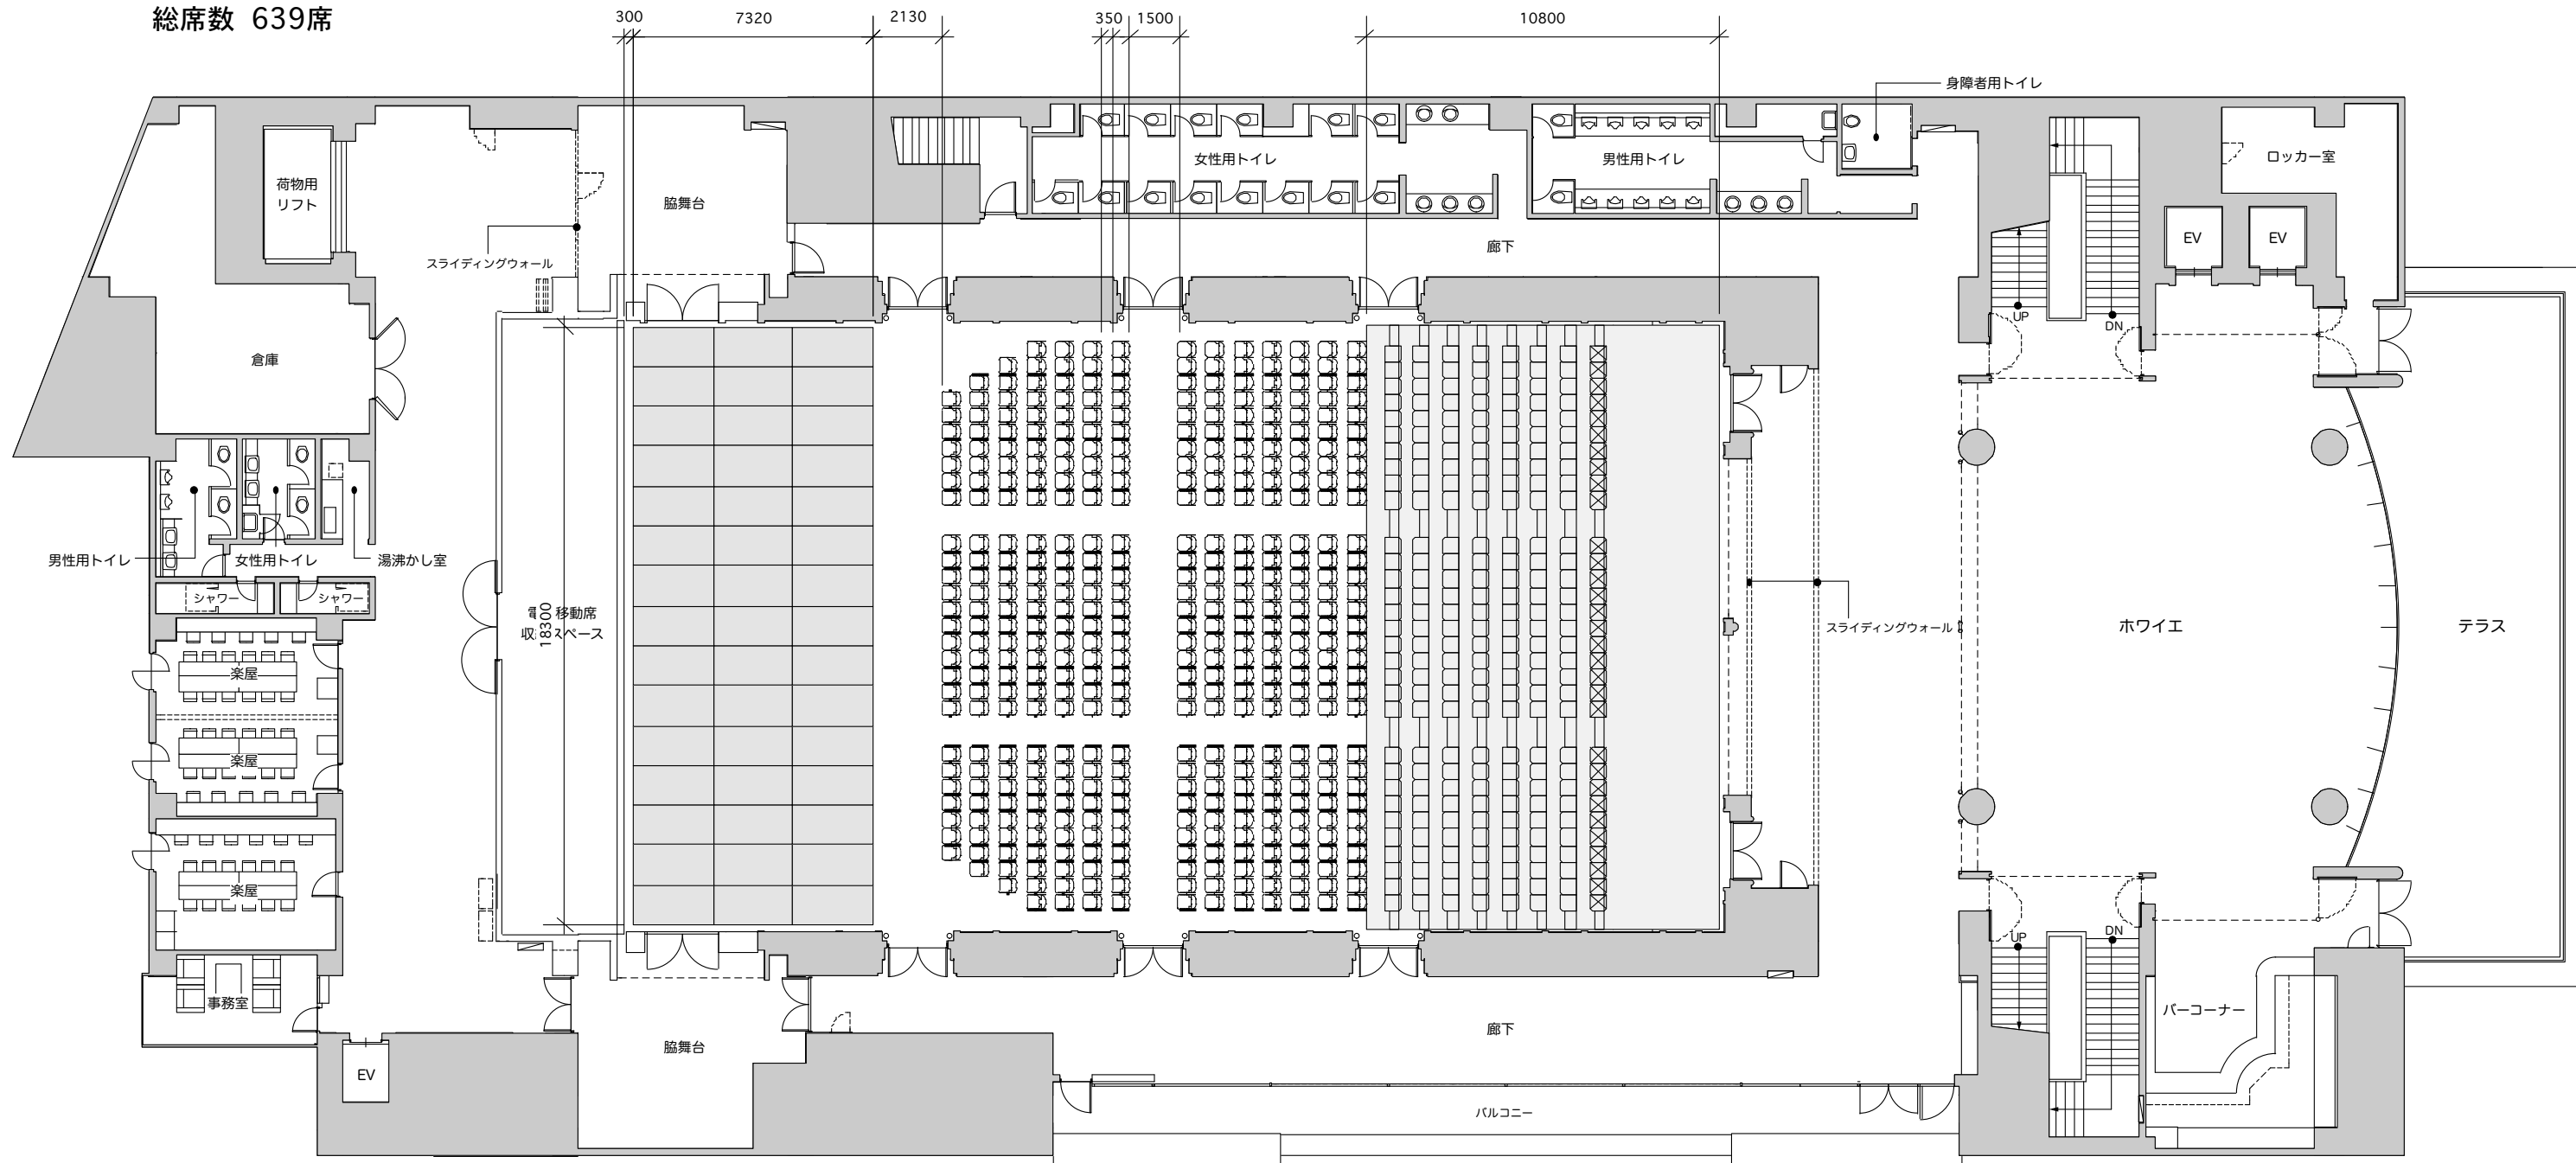 総席数 639席
300
7320
2130
350
1500
10800
身障者用トイレ
荷物用
リフト
脇舞台
スライディングウォール
女性用トイレ
男性用トイレ
廊下
ロッカー室
EV
EV
UP
DN
倉庫
男性用トイレ
女性用トイレ
湯沸かし室
シャワー
シャワー
18300
移動席
収
スペース
スライディングウォール
ホワイエ
テラス
楽屋
楽屋
楽屋
事務室
EV
脇舞台
廊下
UP
DN
バーコーナー
バルコニー